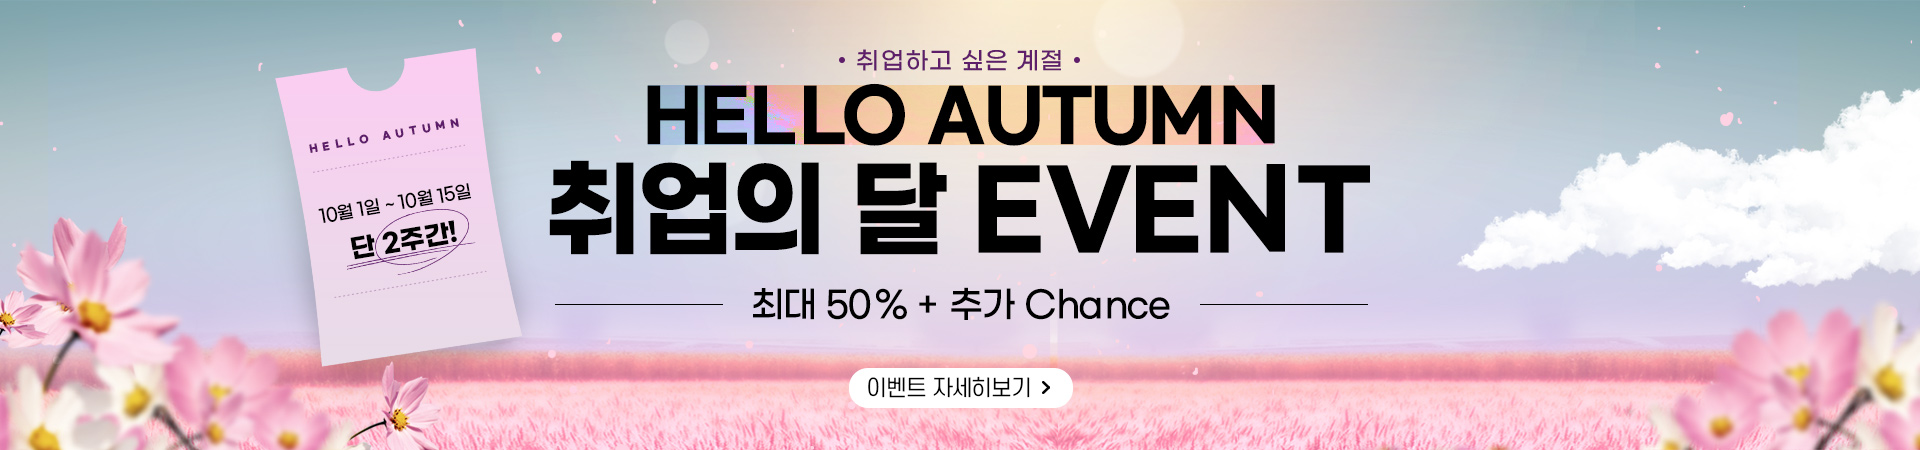 HELLO AUTUMN
10월 1일 ~ 10월 15일
단 2주간!
• 취업하고 싶은 계절 •
HELLO AUTUMN
취업의 달 EVENT
최대 50% + 추가 Chance
이벤트 자세히보기 >